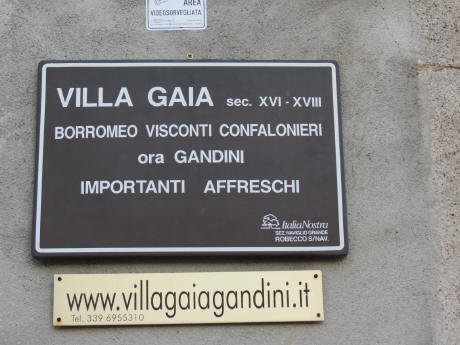 AREA
VIDEOSORVEGLIATA
VILLA GAIA sec. XVI - XVIII
BORROMEO VISCONTI CONFALONIERI
ora GANDINI
IMPORTANTI AFFRESCHI
ItaliaNostra
SEZ. NAVIGLIO GRANDE
ROBECCO S/NAV.
www.villagaiagandini.it
Tel. 339 6955310